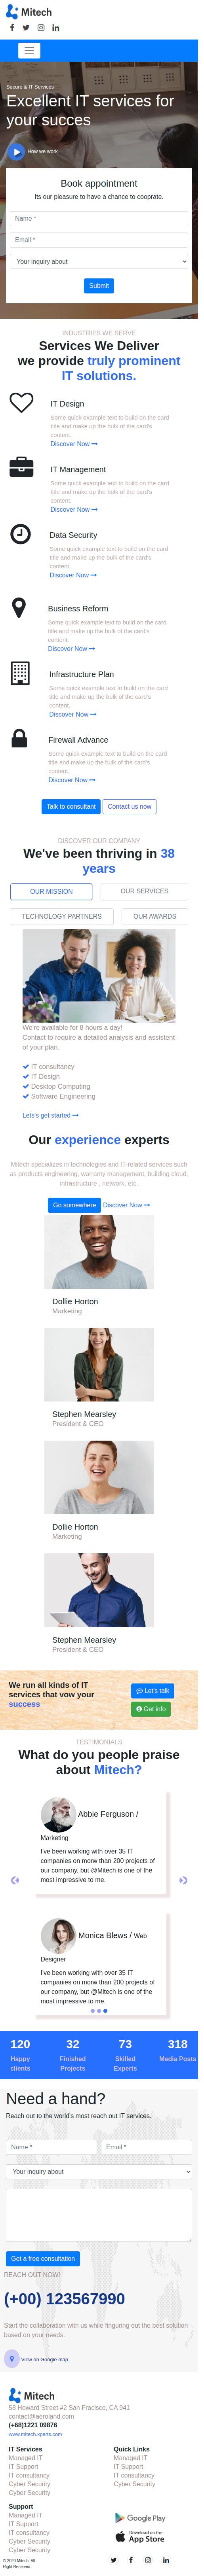 Mitech
Secure & IT Services
Excellent IT services for
your succes
How we work
Book appointment
Its our pleasure to have a chance to cooprate.
Name *
Email *
Your inquiry about
Submit
INDUSTRIES WE SERVE
Services We Deliver
we provide truly prominent
IT solutions.
IT Design
Some quick example text to build on the card
title and make up the bulk of the card's
content.
Discover Now
IT Management
Some quick example text to build on the card
title and make up the bulk of the card's
content.
Discover Now
Data Security
Some quick example text to build on the card
title and make up the bulk of the card's
content.
Discover Now
Business Reform
Some quick example text to build on the card
title and make up the bulk of the card's
content.
Discover Now
Infrastructure Plan
Some quick example text to build on the card
title and make up the bulk of the card's
content.
Discover Now
Firewall Advance
Some quick example text to build on the card
title and make up the bulk of the card's
content.
Discover Now
Talk to consultant Contact us now
DISCOVER OUR COMPANY
We've been thriving in 38
years
OUR MISSION OUR SERVICES
TECHNOLOGY PARTNERS OUR AWARDS
We're available for 8 hours a day!
Contact to require a detailed analysis and assistent
of your plan.
IT consultancy
IT Design
Desktop Computing
Software Engineering
Lets's get started
Our experience experts
Mitech specializes in technologies and IT-related services such
as products engineering, warranty management, building cloud,
infrastructure , network, etc.
Go somewhere Discover Now
Dollie Horton
Marketing
Stephen Mearsley
President & CEO
Dollie Horton
Marketing
Stephen Mearsley
President & CEO
We run all kinds of IT
services that vow your
success
Let's talk
Get info
TESTIMONIALS
What do you people praise
about Mitech?
Abbie Ferguson /
Marketing
I've been working with over 35 IT
companies on more than 200 projects of
our company, but @Mitech is one of the
most impressive to me.
Monica Blews / Web
Designer
I've been working with over 35 IT
companies on more than 200 projects of
our company, but @Mitech is one of the
most impressive to me.
120 32 73 318
Happy Finished Skilled Media Posts
clients Projects Experts
Need a hand?
Reach out to the world's most reliable IT services.
Name * Email *
Your inquiry about
Get a free consultation
REACH OUT NOW!
(+00) 123567990
Start the collaboration with us while finguring out the best solution
based on your needs.
View on Google map
Mitech
58 Howard Street #2 San Fracisco, CA 941
contact@aeroland.com
(+68)1221 09876
www.mitech.xperts.com
IT Services
Managed IT
IT Support
IT consultancy
Cyber Security
Cyber Security
Quick Links
Managed IT
IT Support
IT consultancy
Cyber Security
Support
Managed IT
IT Support
IT consultancy
Cyber Security
Cyber Security
Google Play
Download on the
App Store
© 2020 Mitech, All
Right Reserved